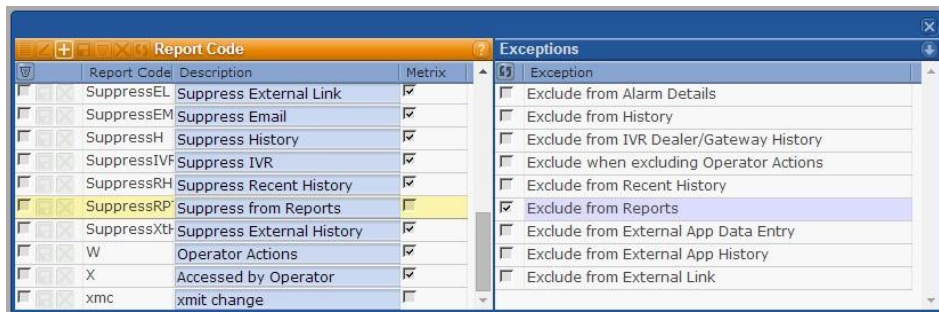 Report Code
Report Code Description Metrix
SuppressEL Suppress External Link
SuppressEM Suppress Email
SuppressH Suppress History
SuppressIVR Suppress IVR
SuppressRH Suppress Recent History
SuppressRPT Suppress from Reports
SuppressXtH Suppress External History
W Operator Actions
X Accessed by Operator
xmc xmit change
Exceptions
Exception
Exclude from Alarm Details
Exclude from History
Exclude from IVR Dealer/Gateway History
Exclude when excluding Operator Actions
Exclude from Recent History
Exclude from Reports
Exclude from External App Data Entry
Exclude from External App History
Exclude from External Link